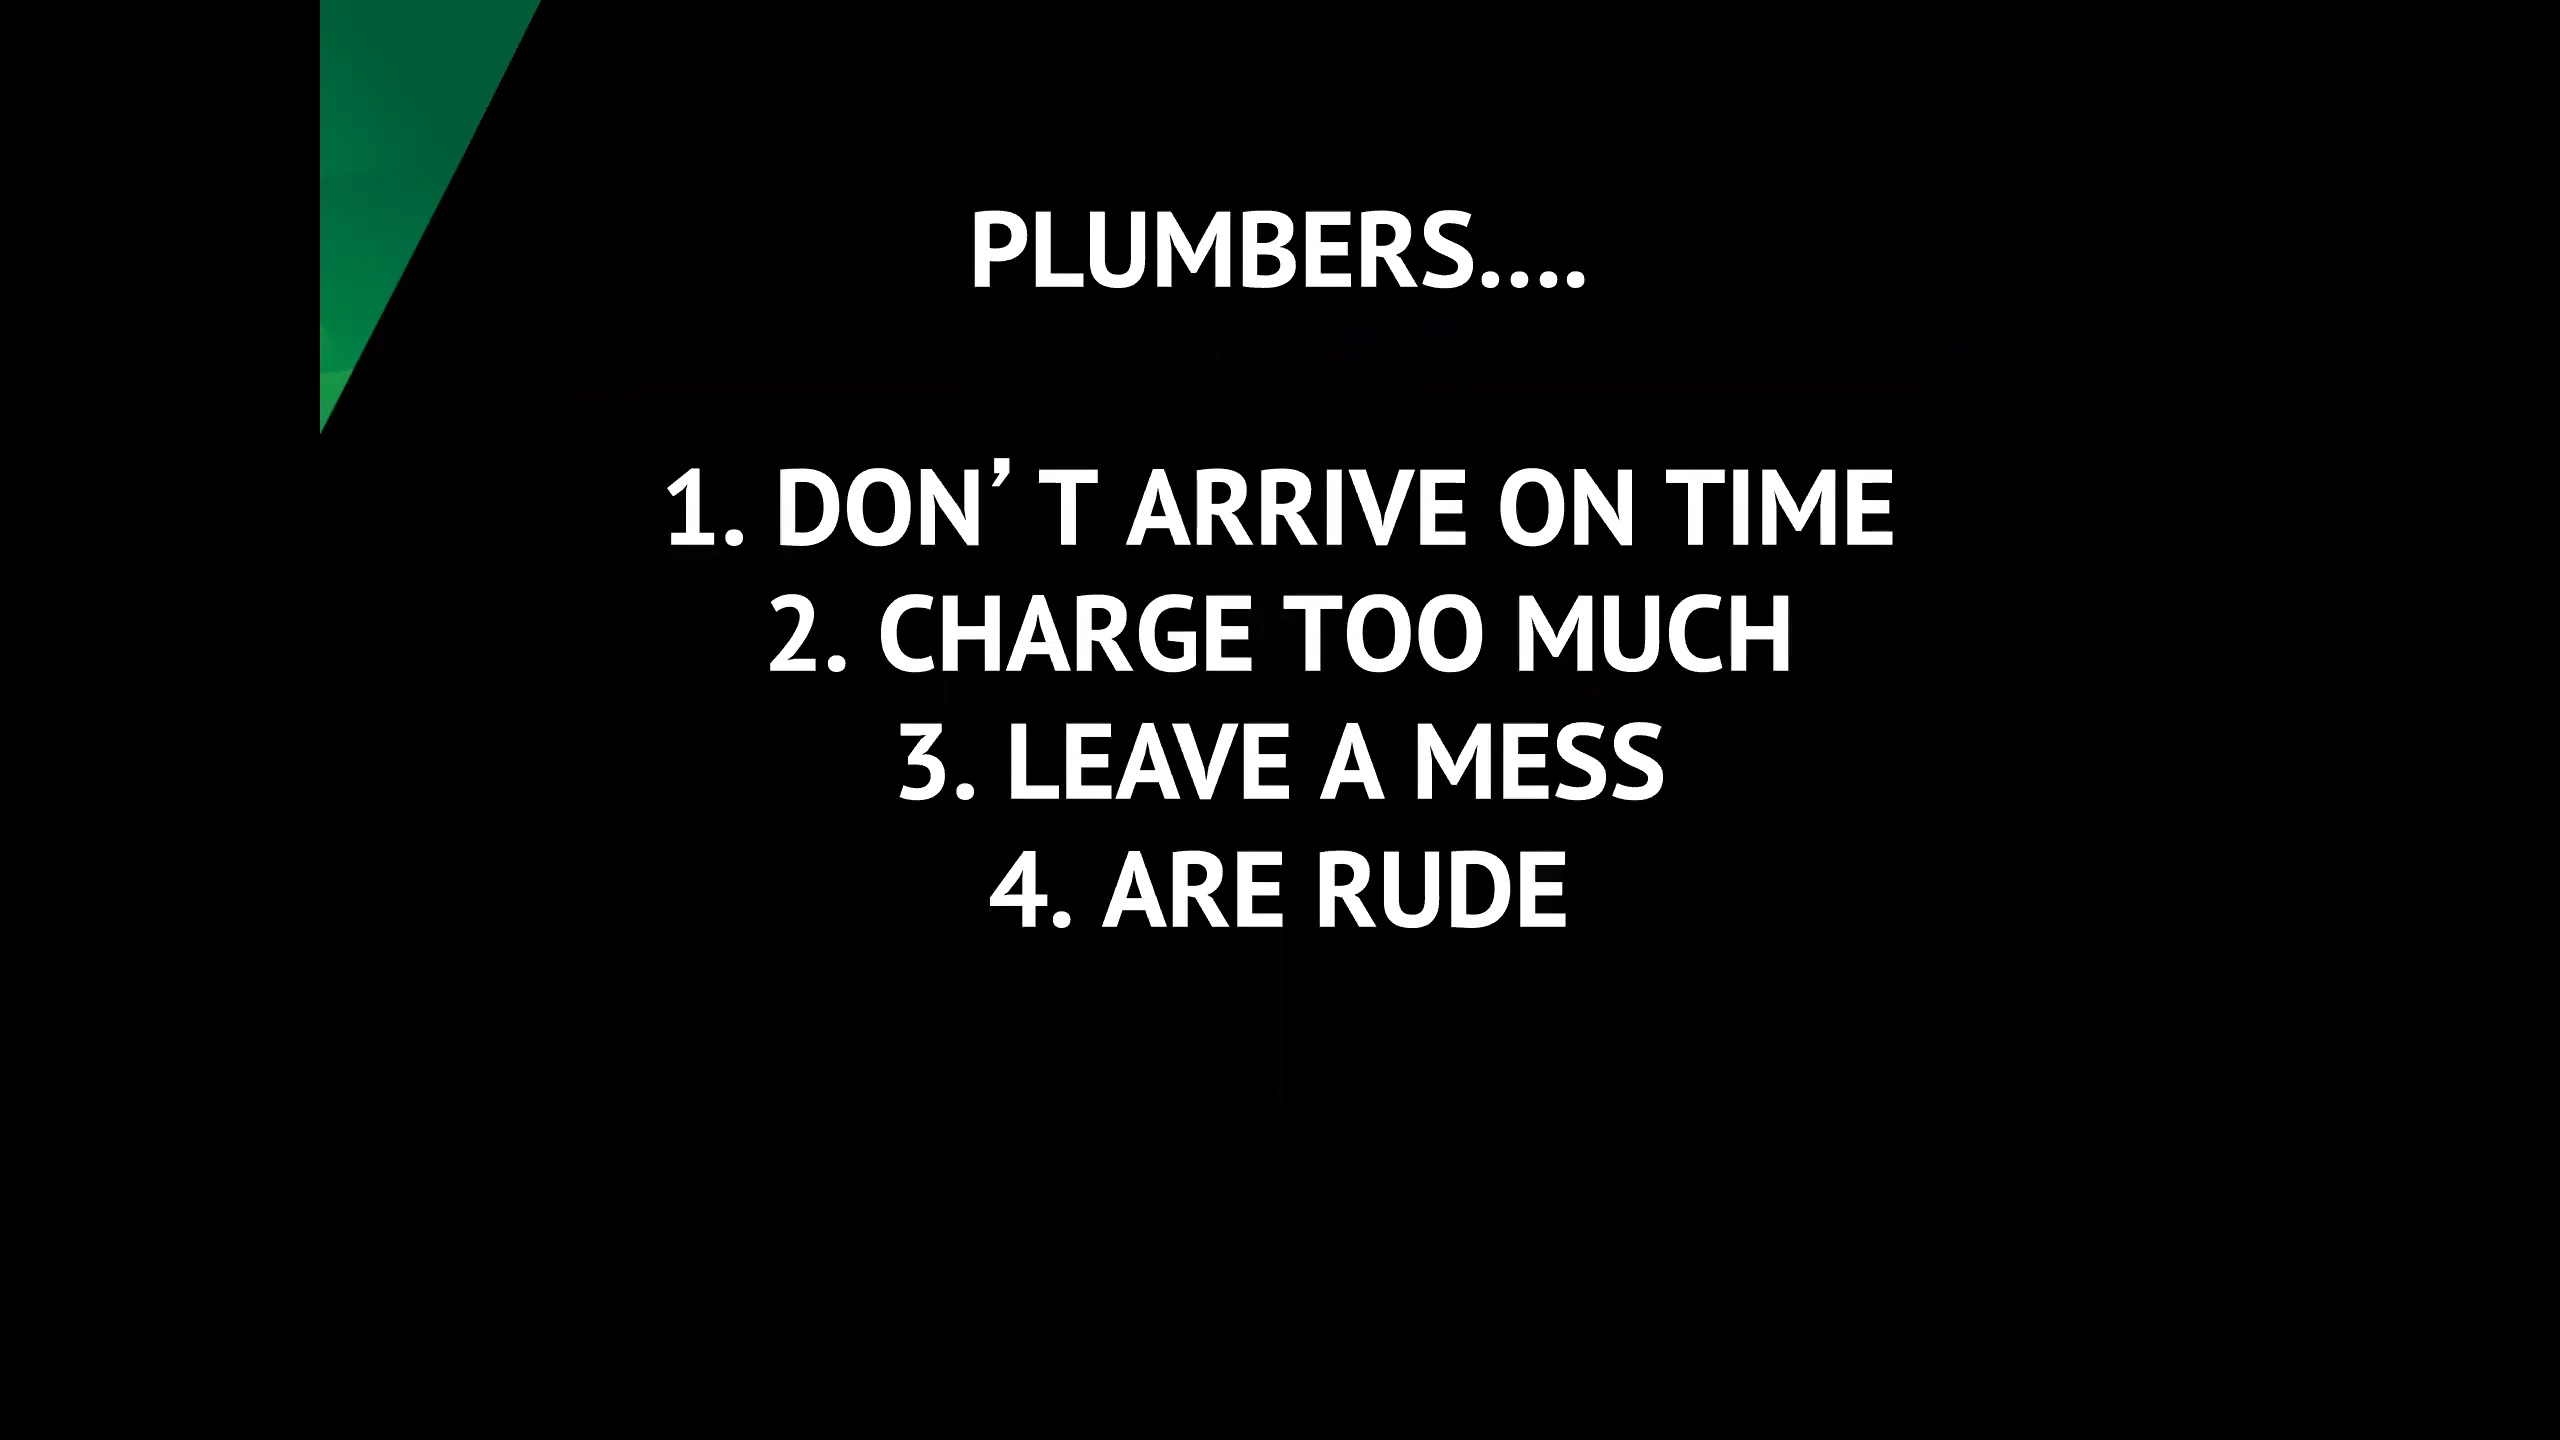 PLUMBERS....
1. DON’T ARRIVE ON TIME
2. CHARGE TOO MUCH
3. LEAVE A MESS
4. ARE RUDE